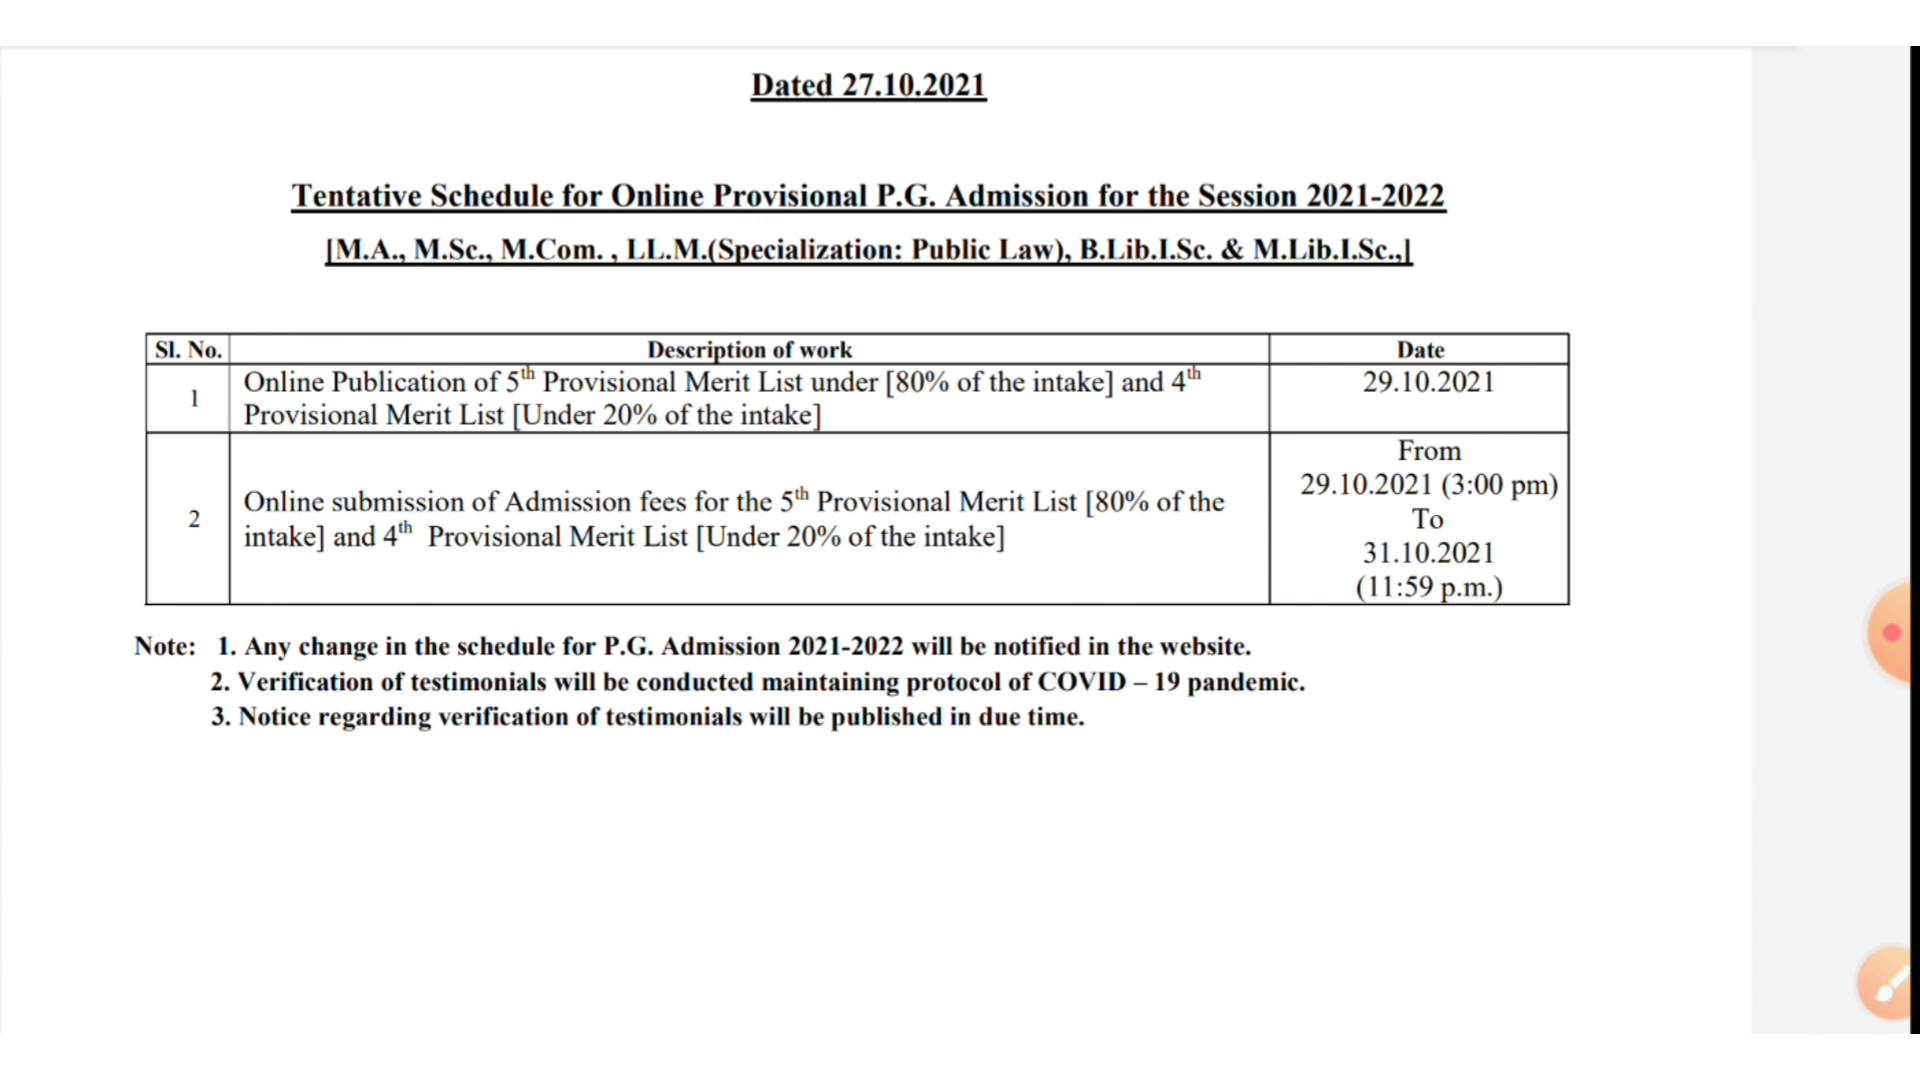 Dated 27.10.2021
Tentative Schedule for Online Provisional P.G. Admission for the Session 2021-2022
[M.A., M.Sc., M.Com. , LL.M.(Specialization: Public Law), B.Lib.I.Sc. & M.Lib.I.Sc.,]
Sl. No. Description of work Date
1 Online Publication of 5th Provisional Merit List under [80% of the intake] and 4th 29.10.2021
Provisional Merit List [Under 20% of the intake]
2 Online submission of Admission fees for the 5th Provisional Merit List [80% of the
intake] and 4th Provisional Merit List [Under 20% of the intake]
From
29.10.2021 (3:00 pm)
To
31.10.2021
(11:59 p.m.)
Note: 1. Any change in the schedule for P.G. Admission 2021-2022 will be notified in the website.
2. Verification of testimonials will be conducted maintaining protocol of COVID – 19 pandemic.
3. Notice regarding verification of testimonials will be published in due time.